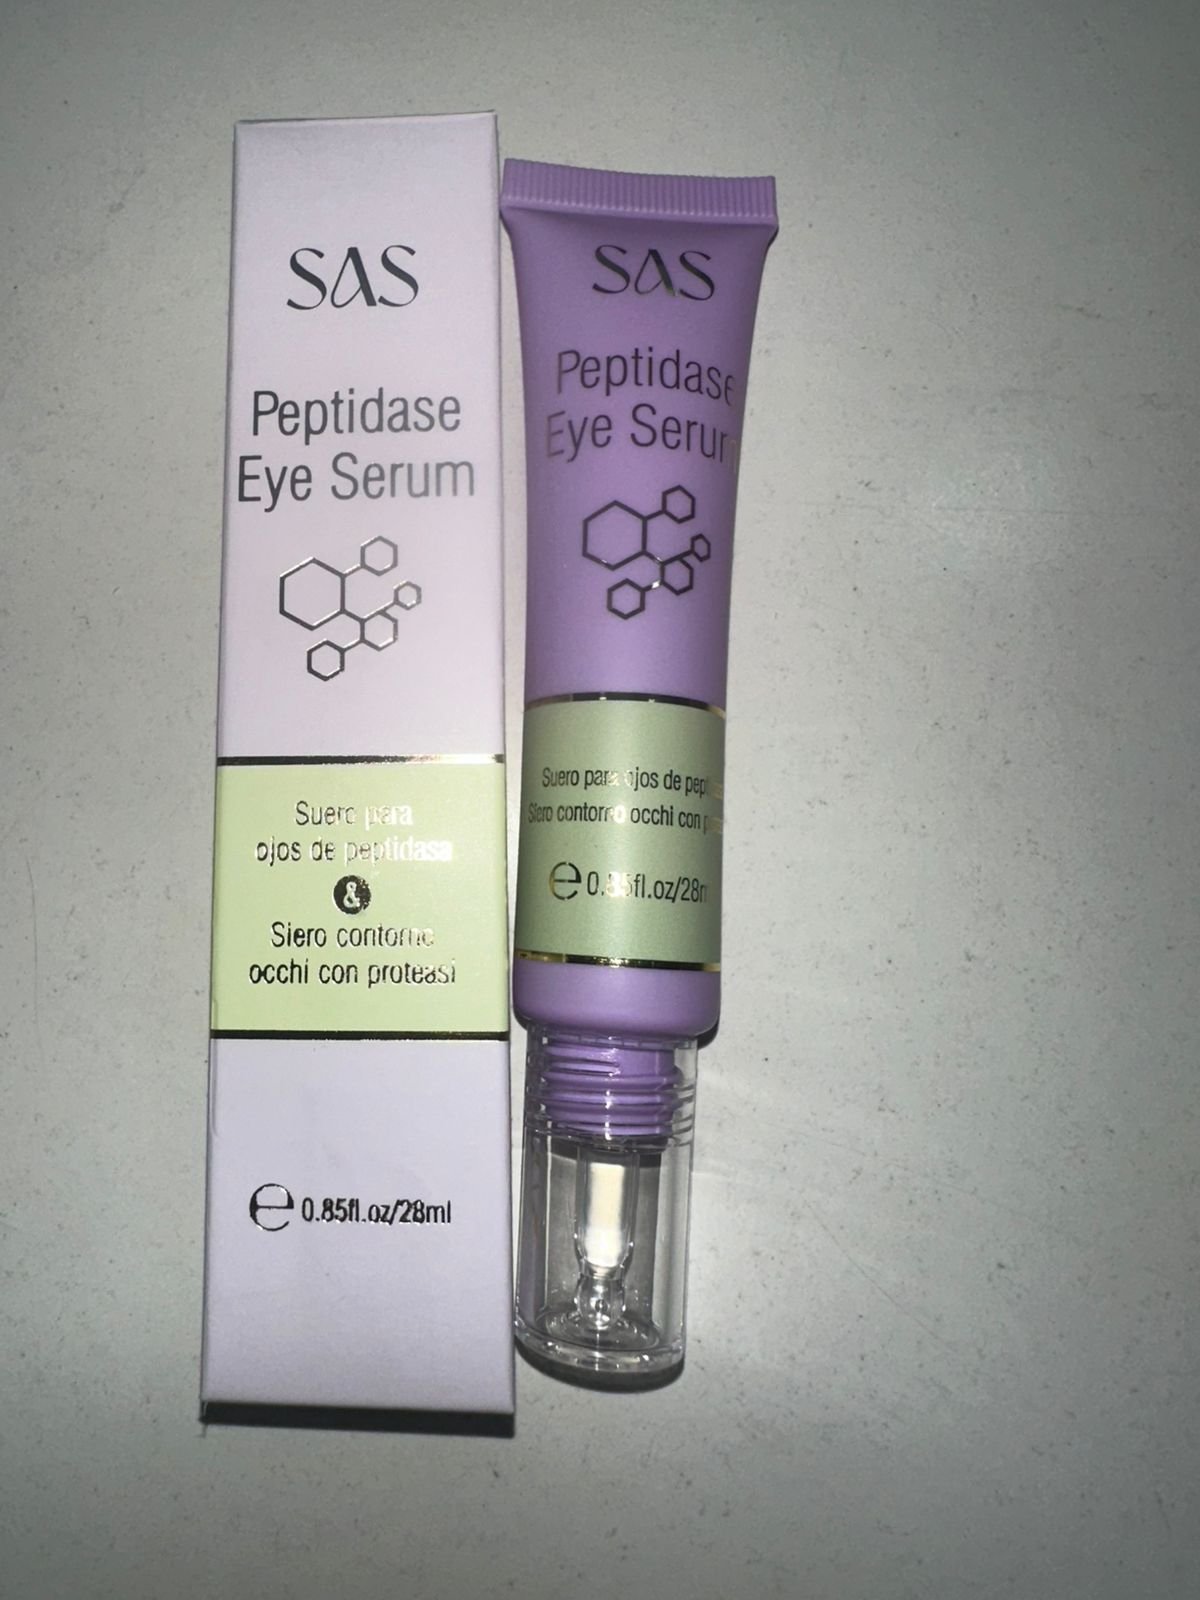 SAS
Peptidase
Eye Serum
Suero para
ojos de peptidasa
&
Siero contorno
occhi con proteasi
e 0.85fl.oz/28ml
SAS
Peptidase
Eye Serum
Suero para ojos de
Siero contorno occhi con
e 0.85fl.oz/28m